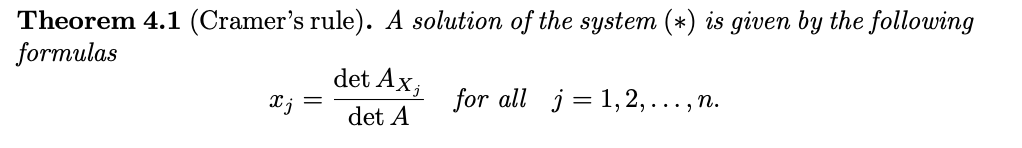 Theorem 4.1 (Cramer's rule). A solution of the system (∗) is given by the following
formulas
x_j = \frac{\det A_{X_j}}{\det A} for all j = 1, 2, . . . , n.